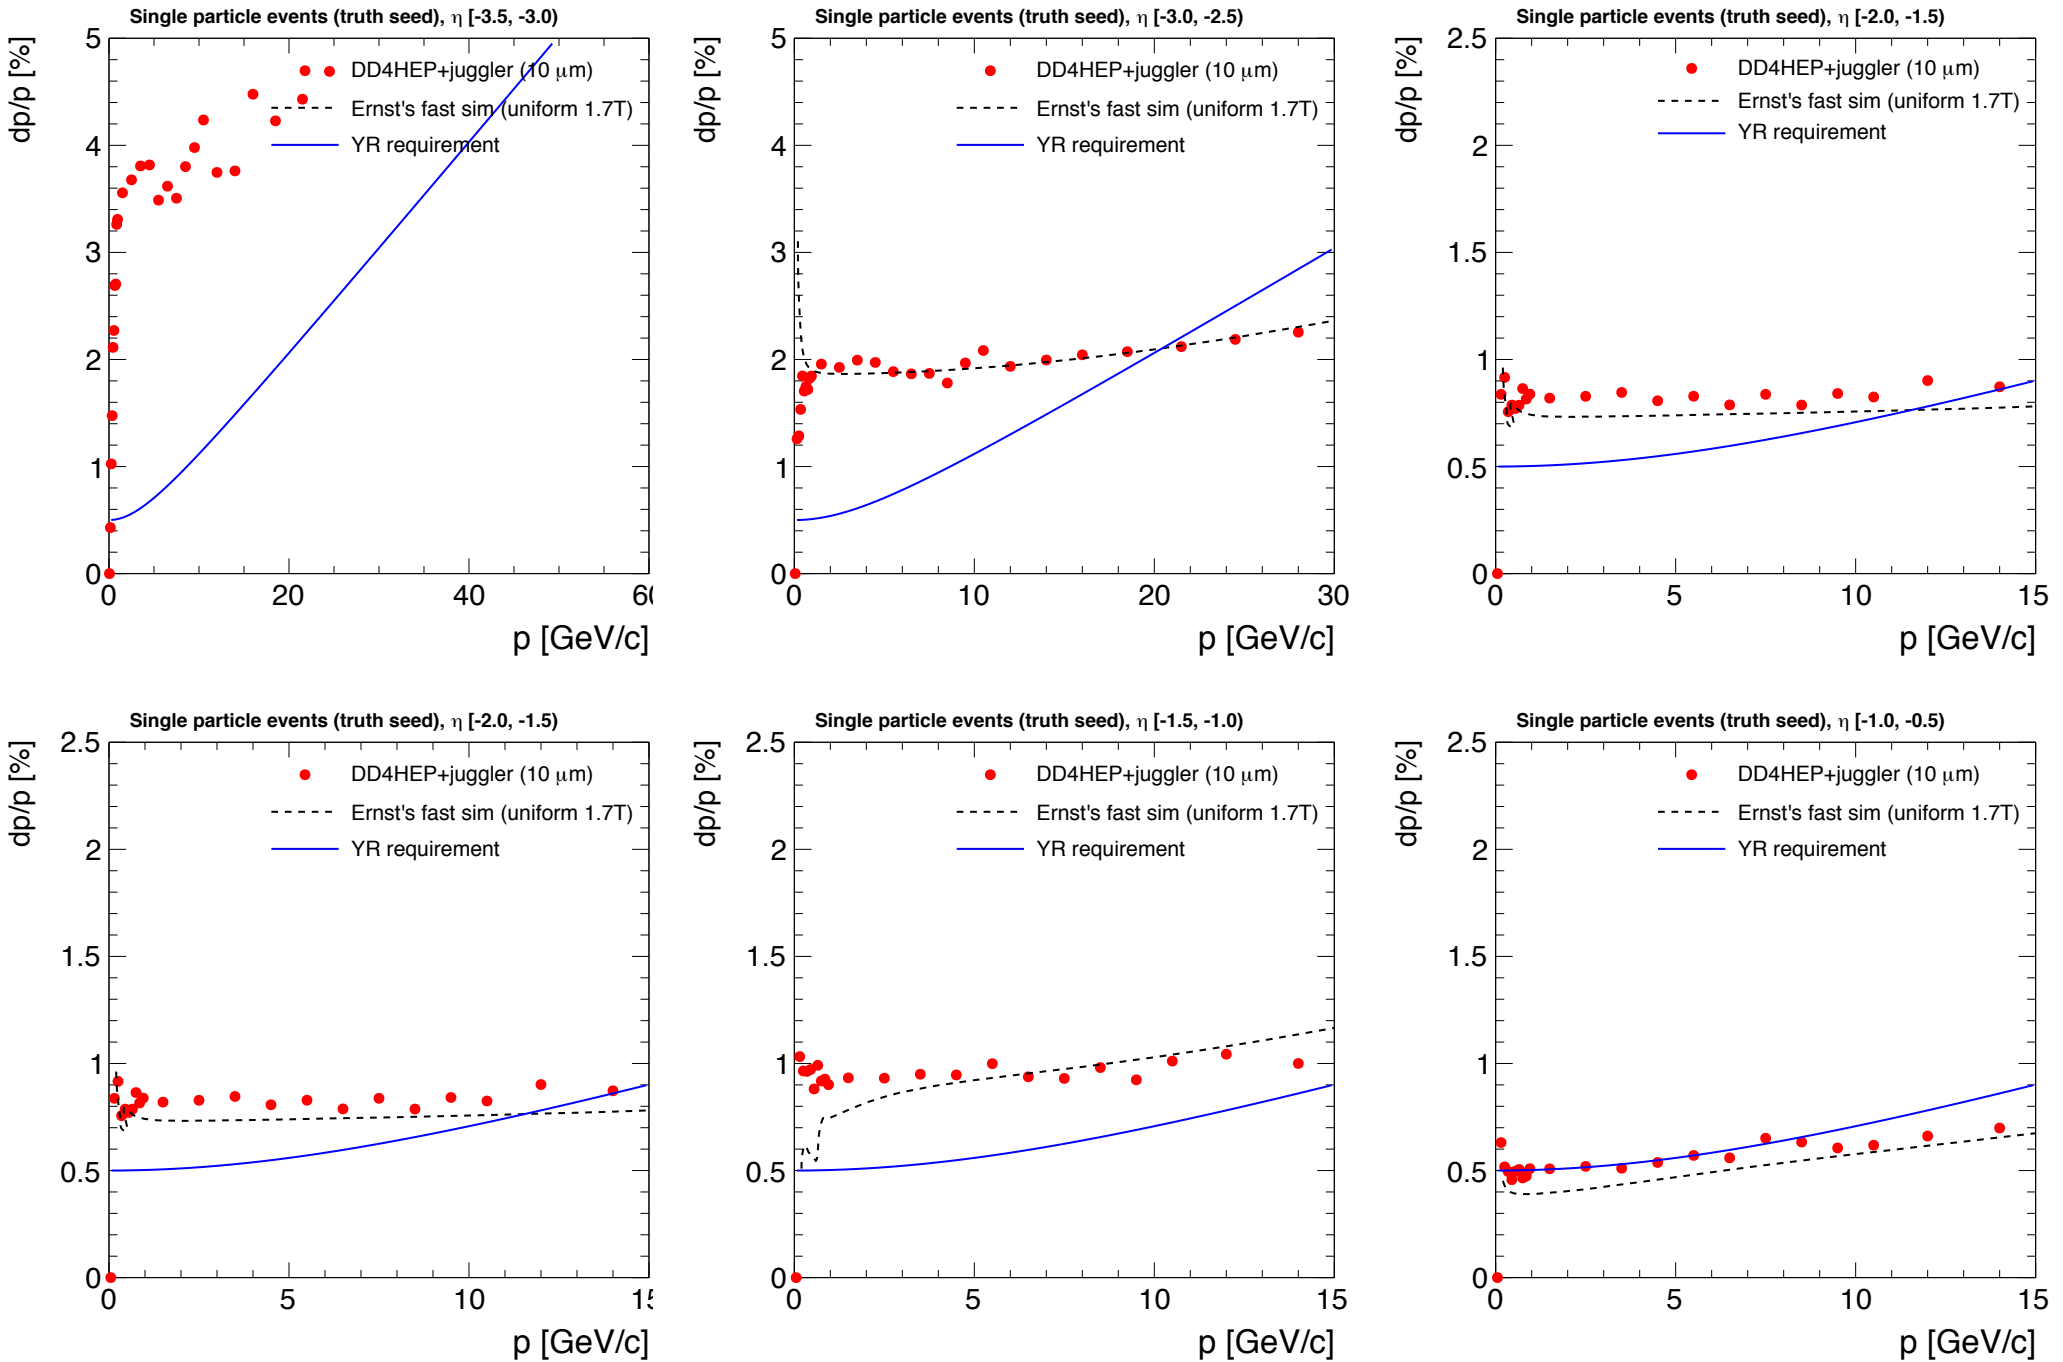 Single particle events (truth seed), η [-3.5, -3.0)
dp/p [%]
5
4
3
2
1
0
DD4HEP+juggler (10 μm)
Ernst's fast sim (uniform 1.7T)
YR requirement
0 20 40 60
p [GeV/c]
Single particle events (truth seed), η [-3.0, -2.5)
dp/p [%]
5
4
3
2
1
0
DD4HEP+juggler (10 μm)
Ernst's fast sim (uniform 1.7T)
YR requirement
0 10 20 30
p [GeV/c]
Single particle events (truth seed), η [-2.0, -1.5)
dp/p [%]
2.5
2
1.5
1
0.5
0
DD4HEP+juggler (10 μm)
Ernst's fast sim (uniform 1.7T)
YR requirement
0 5 10 15
p [GeV/c]
Single particle events (truth seed), η [-2.0, -1.5)
dp/p [%]
2.5
2
1.5
1
0.5
0
DD4HEP+juggler (10 μm)
Ernst's fast sim (uniform 1.7T)
YR requirement
0 5 10 15
p [GeV/c]
Single particle events (truth seed), η [-1.5, -1.0)
dp/p [%]
2.5
2
1.5
1
0.5
0
DD4HEP+juggler (10 μm)
Ernst's fast sim (uniform 1.7T)
YR requirement
0 5 10 15
p [GeV/c]
Single particle events (truth seed), η [-1.0, -0.5)
dp/p [%]
2.5
2
1.5
1
0.5
0
DD4HEP+juggler (10 μm)
Ernst's fast sim (uniform 1.7T)
YR requirement
0 5 10 15
p [GeV/c]